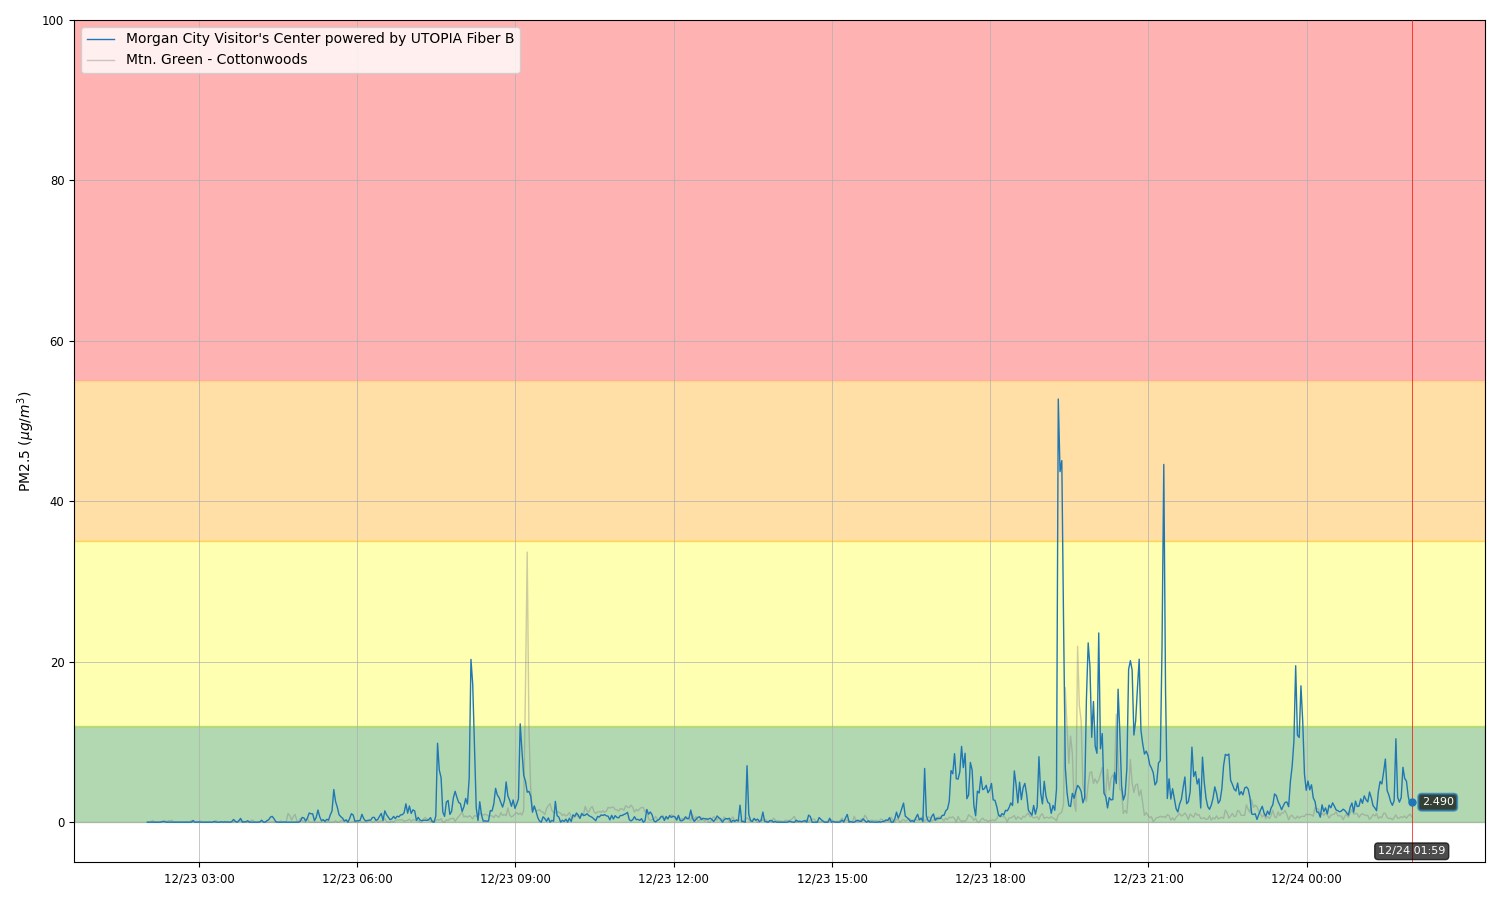 Morgan City Visitor's Center powered by UTOPIA Fiber B
Mtn. Green - Cottonwoods
100
80
60
40
20
0
PM2.5 (μg/m³)
2.490
12/24 01:59
12/23 03:00 12/23 06:00 12/23 09:00 12/23 12:00 12/23 15:00 12/23 18:00 12/23 21:00 12/24 00:00